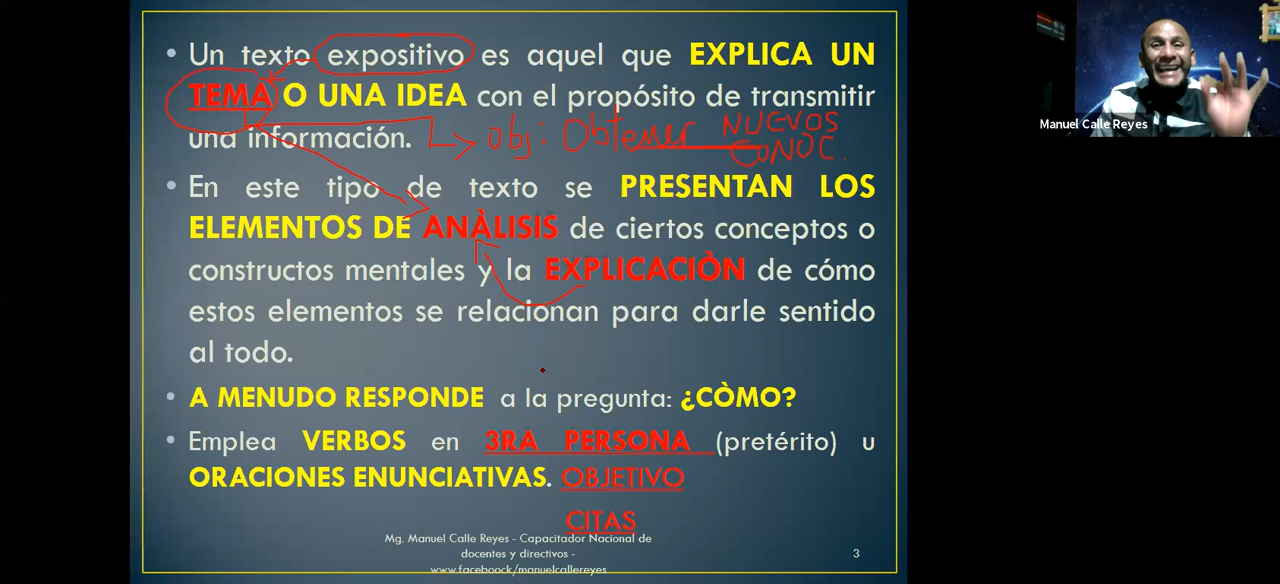 • Un texto expositivo es aquel que EXPLICA UN
TEMA O UNA IDEA con el propósito de transmitir
una información.
obj: Obtener NUEVOS
CONOC.
• En este tipo de texto se PRESENTAN LOS
ELEMENTOS DE ANÀLISIS de ciertos conceptos o
constructos mentales y la EXPLICACIÒN de cómo
estos elementos se relacionan para darle sentido
al todo.
• A MENUDO RESPONDE a la pregunta: ¿CÒMO?
• Emplea VERBOS en 3RA PERSONA (pretérito) u
ORACIONES ENUNCIATIVAS. OBJETIVO
CITAS
Mg. Manuel Calle Reyes - Capacitador Nacional de
docentes y directivos -
www.faceboock/manuelcallereyes
3
Manuel Calle Reyes